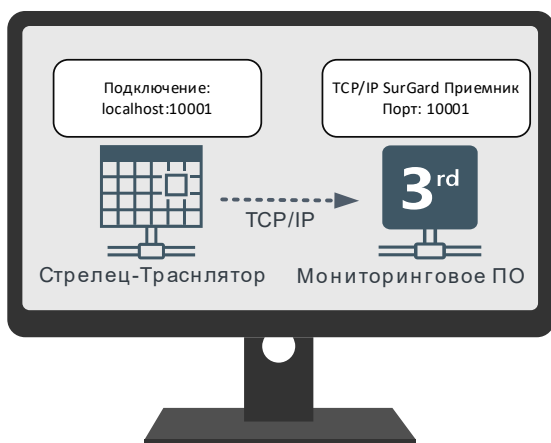 Подключение:
localhost:10001
TCP/IP SurGard Приемник
Порт: 10001
3rd
TCP/IP
Стрелец-Траснлятор
Мониторинговое ПО